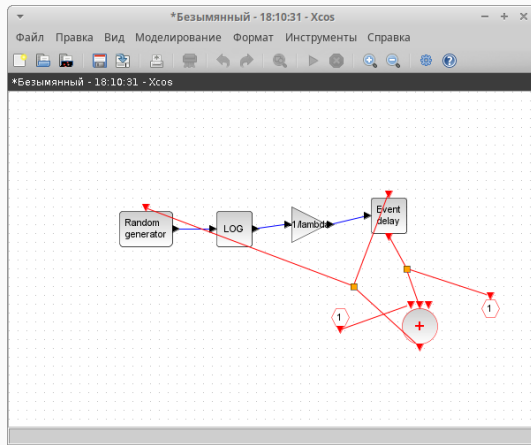 *Безымянный - 18:10:31 - Xcos
Файл Правка Вид Моделирование Формат Инструменты Справка
*Безымянный - 18:10:31 - Xcos
Random generator
LOG
1/lambda
Event delay
1
1
+